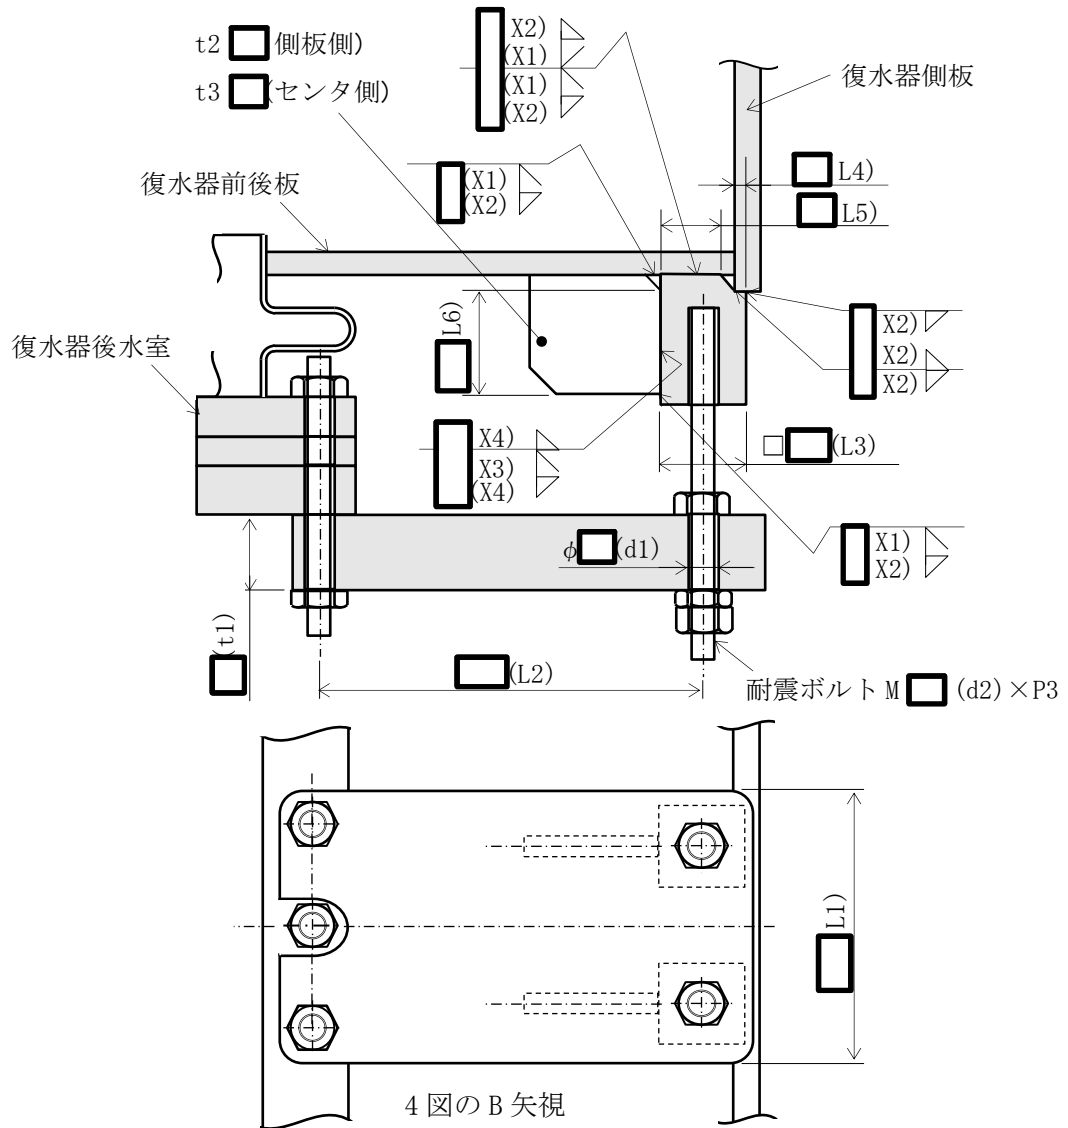 t2 側板側)
t3 (センタ側)
X2)
(X1)
(X1)
(X2)
復水器側板
(X1)
(X2)
L4)
L5)
復水器前後板
L6)
X2)
X2)
X2)
復水器後水室
X4)
X3)
(X4)
□ (L3)
φ (d1)
X1)
X2)
(t1)
(L2)
耐震ボルト M (d2)×P3
L1)
4図のB矢視